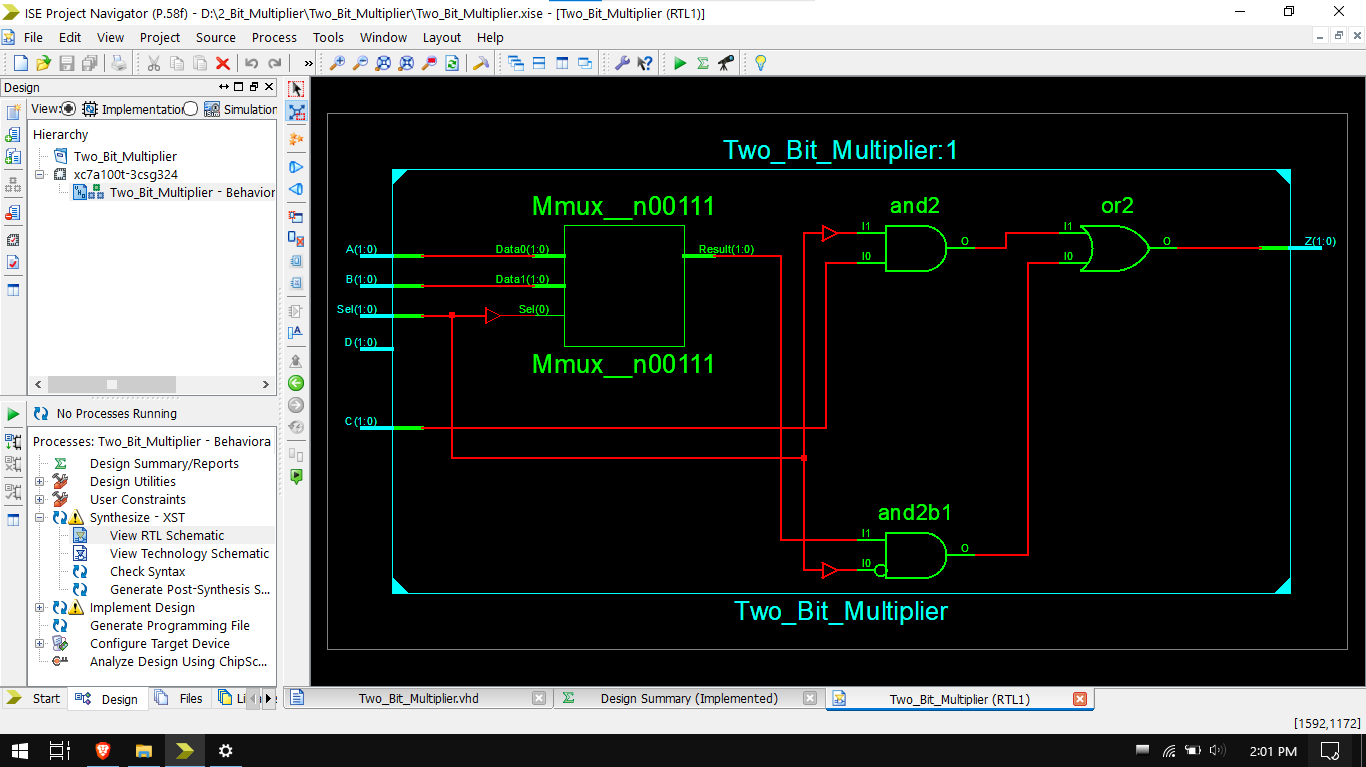 ISE Project Navigator (P.58f) - D:\2_Bit_Multiplier\Two_Bit_Multiplier\Two_Bit_Multiplier.xise - [Two_Bit_Multiplier (RTL1)]
File Edit View Project Source Process Tools Window Layout Help
»
Design
View: Implementation Simulation
Hierarchy
Two_Bit_Multiplier
xc7a100t-3csg324
Two_Bit_Multiplier - Behavior
No Processes Running
Processes: Two_Bit_Multiplier - Behaviora
Design Summary/Reports
Design Utilities
User Constraints
Synthesize - XST
View RTL Schematic
View Technology Schematic
Check Syntax
Generate Post-Synthesis S...
Implement Design
Generate Programming File
Configure Target Device
Analyze Design Using ChipSc...
Start Design Files Li
Two_Bit_Multiplier:1
Mmux__n00111
and2
or2
A(1:0)
Data0(1:0)
Result(1:0)
B(1:0)
Data1(1:0)
Sel(1:0)
Sel(0)
D(1:0)
C(1:0)
Mmux__n00111
I1
I0
O
I1
I0
O
Z(1:0)
and2b1
I1
I0
O
Two_Bit_Multiplier
Two_Bit_Multiplier.vhd
Design Summary (Implemented)
Two_Bit_Multiplier (RTL1)
[1592,1172]
2:01 PM